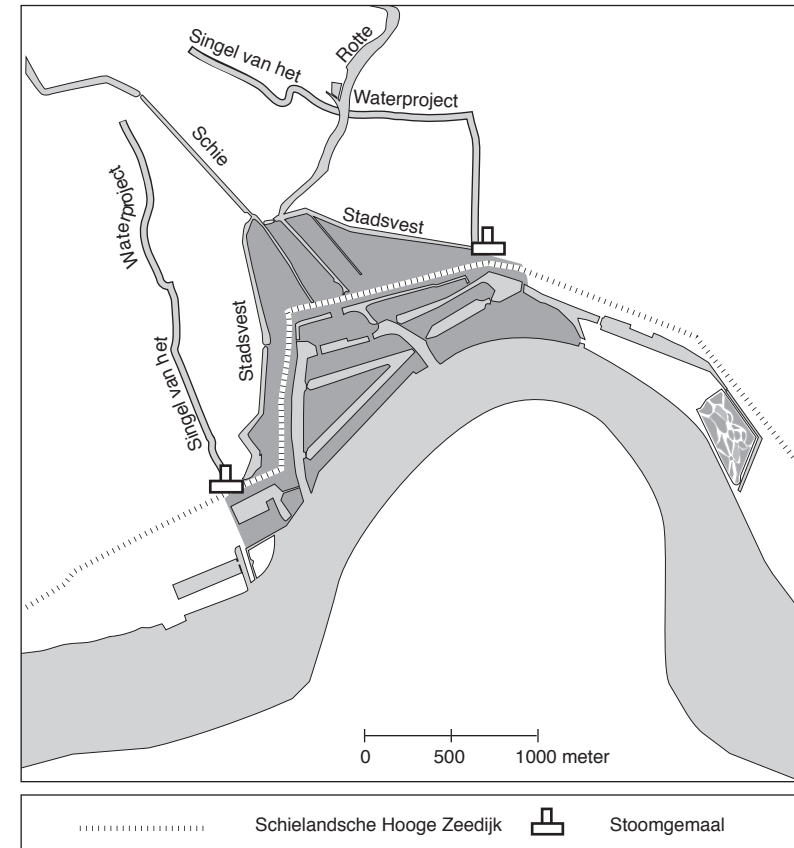 Rotte
Singel van het
Waterproject
Schie
Stadsvest
Waterproject
Stadsvest
Singel van het
0 500 1000 meter
Schielandsche Hooge Zeedijk
Stoomgemaal